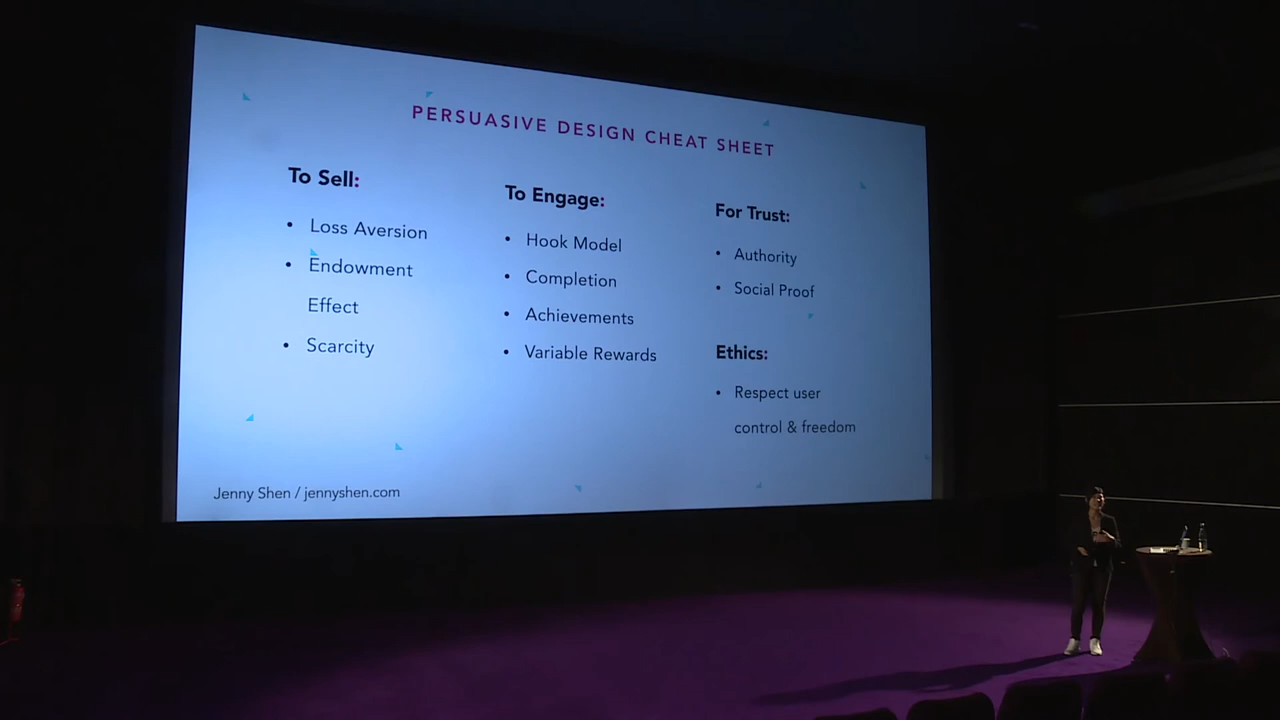 PERSUASIVE DESIGN CHEAT SHEET
To Sell:
• Loss Aversion
• Endowment
Effect
• Scarcity
To Engage:
• Hook Model
• Completion
• Achievements
• Variable Rewards
For Trust:
• Authority
• Social Proof
Ethics:
• Respect user
control & freedom
Jenny Shen / jennyshen.com